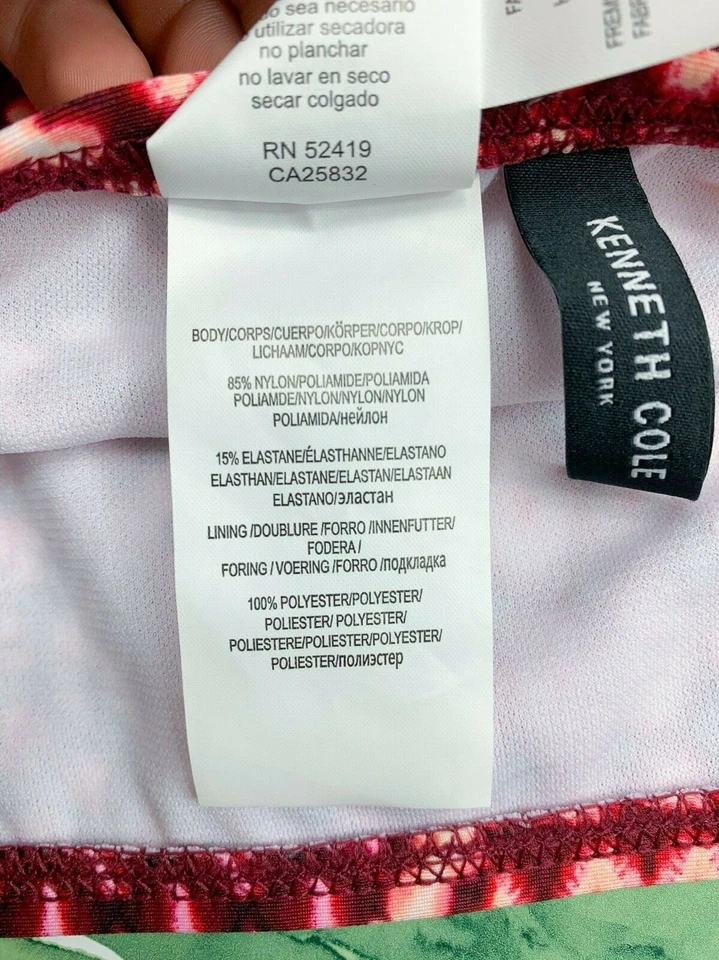 sea necesario
utilizar secadora
no planchar
no lavar en seco
secar colgado
RN 52419
CA25832
BODY/CORPS/CUERPO/KÖRPER/CORPO/KROP/
LICHAAM/CORPO/KOPNYC
85% NYLON/POLIAMIDE/POLIAMIDA
POLIAMDE/NYLON/NYLON/NYLON
POLIAMIDA/нейлон
15% ELASTANE/ÉLASTHANNE/ELASTANO
ELASTHAN/ELASTANE/ELASTAN/ELASTAAN
ELASTANO/эластан
LINING /DOUBLURE /FORRO /INNENFUTTER/
FODERA /
FORING / VOERING /FORRO /подкладка
100% POLYESTER/POLYESTER/
POLIESTER/ POLYESTER/
POLIESTERE/POLIESTER/POLYESTER/
POLIESTER/полиэстер
KENNETH COLE
NEW YORK